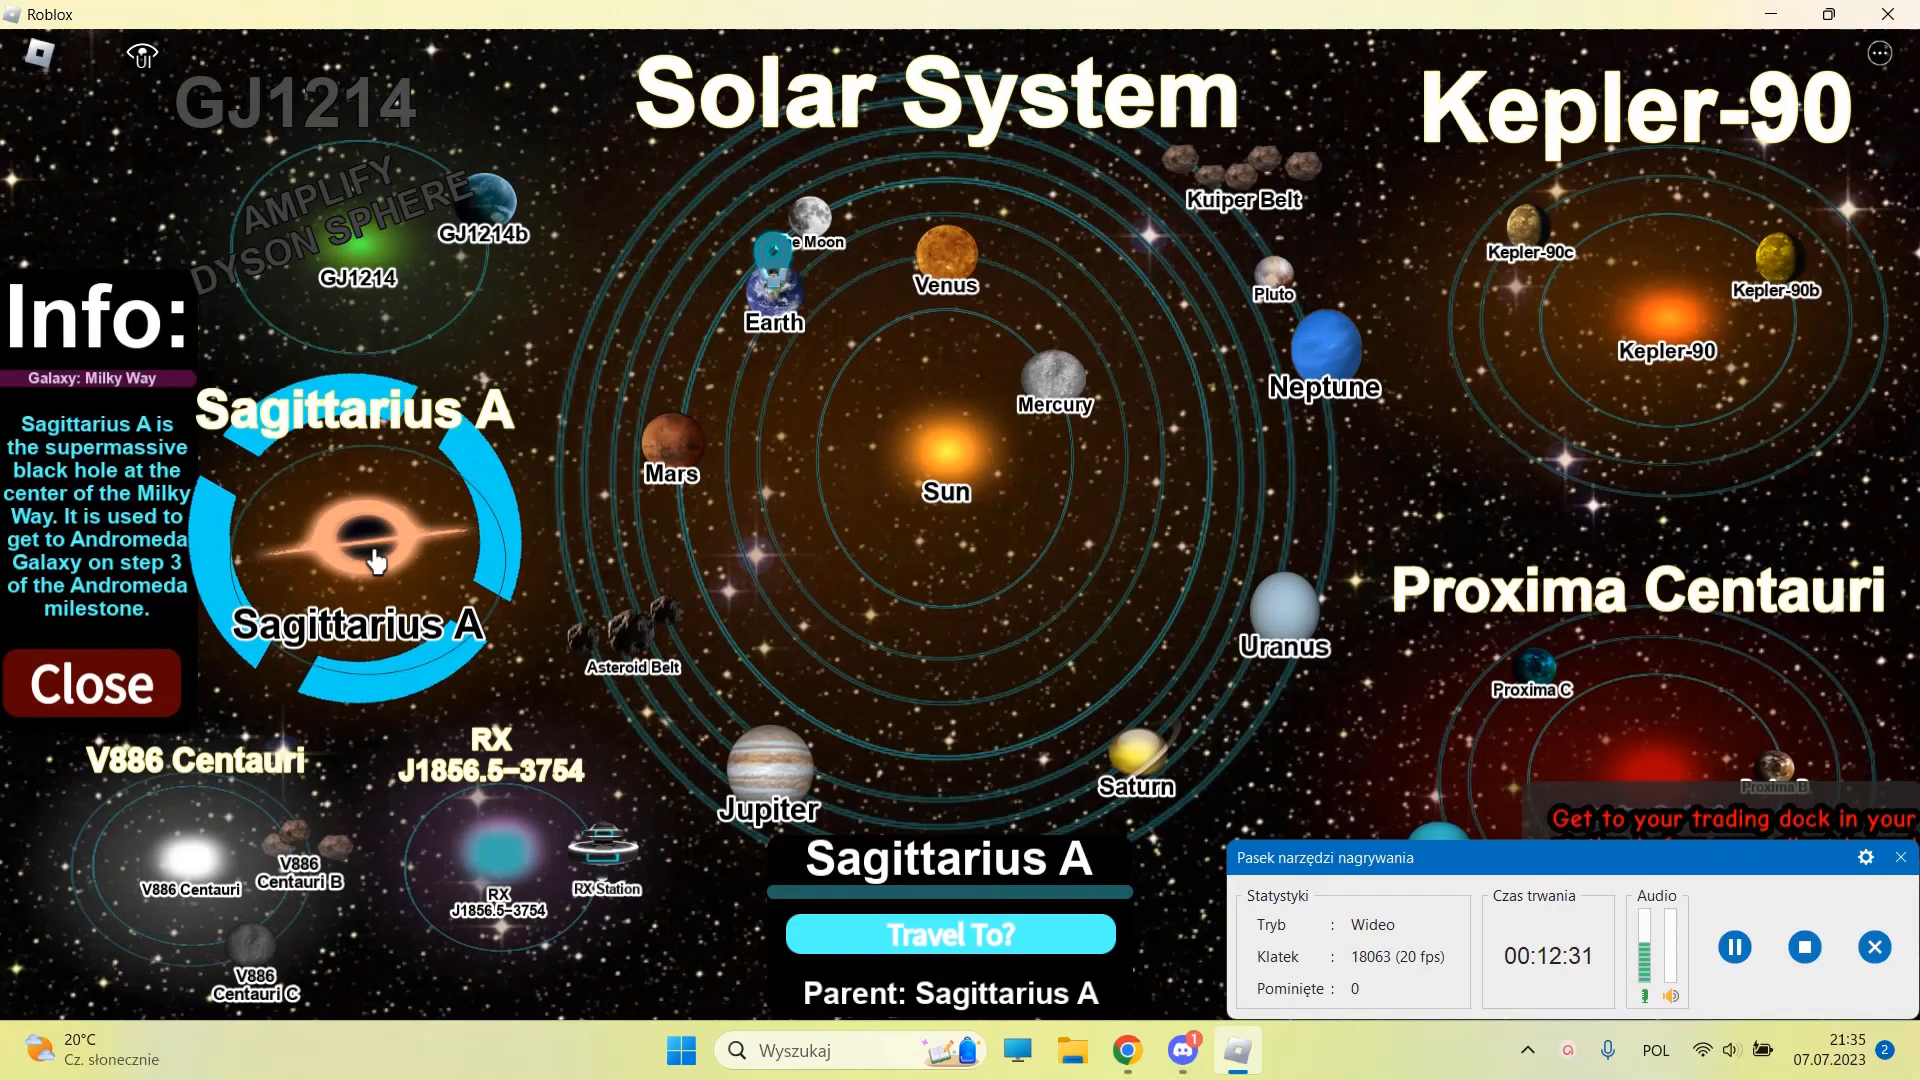 Roblox
UI
GJ1214
Solar System
Kepler-90
AMPLIFY
DYSON SPHERE
GJ1214b
GJ1214
Kuiper Belt
The Moon
Venus
Earth
Pluto
Neptune
Mercury
Kepler-90c
Kepler-90b
Kepler-90
Info:
Galaxy: Milky Way
Sagittarius A is
the supermassive
black hole at the
center of the Milky
Way. It is used to
get to Andromeda
Galaxy on step 3
of the Andromeda
milestone.
Close
Sagittarius A
Sagittarius A
Mars
Sun
Asteroid Belt
Uranus
Jupiter
Saturn
Proxima Centauri
Proxima C
Proxima B
V886 Centauri
V886 Centauri
V886
Centauri B
V886
Centauri C
RX
J1856.5-3754
RX
J1856.5-3754
RX Station
Sagittarius A
Travel To?
Parent: Sagittarius A
Get to your trading dock in your
Pasek narzędzi nagrywania
Statystyki
Tryb : Wideo
Klatek : 18063 (20 fps)
Pominięte : 0
Czas trwania
00:12:31
Audio
20°C
Cz. słonecznie
Wyszukaj
1
POL
21:35
07.07.2023
2